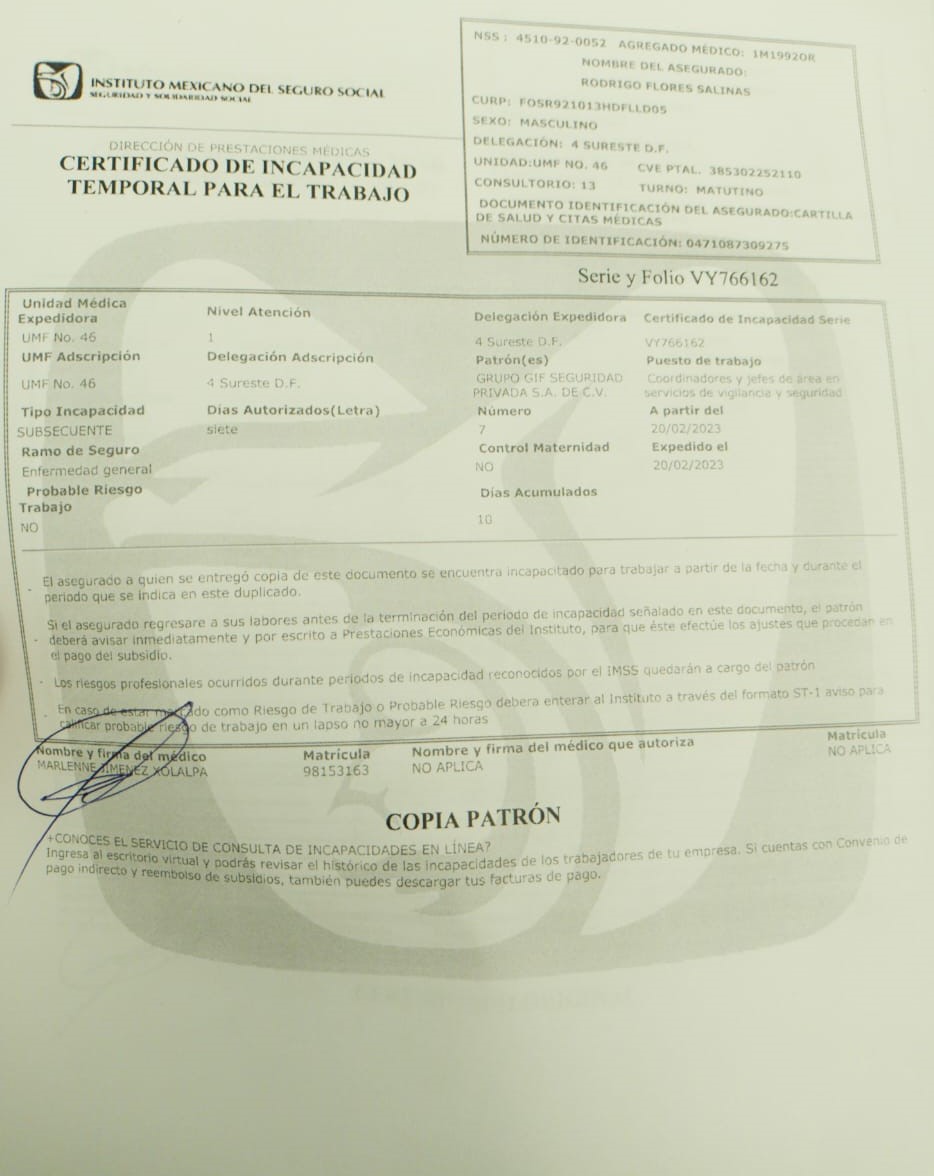 INSTITUTO MEXICANO DEL SEGURO SOCIAL
SEGURIDAD Y SOLIDARIDAD SOCIAL
DIRECCIÓN DE PRESTACIONES MÉDICAS
CERTIFICADO DE INCAPACIDAD
TEMPORAL PARA EL TRABAJO
NSS : 4510-92-0052 AGREGADO MÉDICO: 1M1992OR
NOMBRE DEL ASEGURADO:
RODRIGO FLORES SALINAS
CURP: FOSR921013HDFLLD05
SEXO: MASCULINO
DELEGACIÓN: 4 SURESTE D.F.
UNIDAD:UMF NO. 46 CVE PTAL. 385302252110
CONSULTORIO: 13 TURNO: MATUTINO
DOCUMENTO IDENTIFICACIÓN DEL ASEGURADO:CARTILLA
DE SALUD Y CITAS MÉDICAS
NÚMERO DE IDENTIFICACIÓN: 0471087309275
Serie y Folio VY766162
Unidad Médica
Expedidora
Nivel Atención
Delegación Expedidora
Certificado de Incapacidad Serie
UMF No. 46
1
4 Sureste D.F.
VY766162
UMF Adscripción
Delegación Adscripción
Patrón(es)
Puesto de trabajo
UMF No. 46
4 Sureste D.F.
GRUPO GIF SEGURIDAD
PRIVADA S.A. DE C.V.
Coordinadores y jefes de área en
servicios de vigilancia y seguridad
Tipo Incapacidad
Días Autorizados(Letra)
Número
A partir del
SUBSECUENTE
siete
7
20/02/2023
Ramo de Seguro
Control Maternidad
Expedido el
Enfermedad general
NO
20/02/2023
Probable Riesgo
Trabajo
Días Acumulados
NO
10
- El asegurado a quien se entregó copia de este documento se encuentra incapacitado para trabajar a partir de la fecha y durante el
periodo que se indica en este duplicado.
Si el asegurado regresare a sus labores antes de la terminación del periodo de incapacidad señalado en este documento, el patrón
- deberá avisar inmediatamente y por escrito a Prestaciones Económicas del Instituto, para que éste efectúe los ajustes que procedan en
el pago del subsidio.
- Los riesgos profesionales ocurridos durante periodos de incapacidad reconocidos por el IMSS quedarán a cargo del patrón
- En caso de estar marcado como Riesgo de Trabajo o Probable Riesgo debera enterar al Instituto a través del formato ST-1 aviso para
calificar probable riesgo de trabajo en un lapso no mayor a 24 horas
Nombre y firma del médico
Matrícula
Nombre y firma del médico que autoriza
Matrícula
MARLENNE JIMENEZ XOLALPA
98153163
NO APLICA
NO APLICA
COPIA PATRÓN
+CONOCES EL SERVICIO DE CONSULTA DE INCAPACIDADES EN LÍNEA?
Ingresa al escritorio virtual y podrás revisar el histórico de las incapacidades de los trabajadores de tu empresa. Si cuentas con Convenio de
pago indirecto y reembolso de subsidios, también puedes descargar tus facturas de pago.